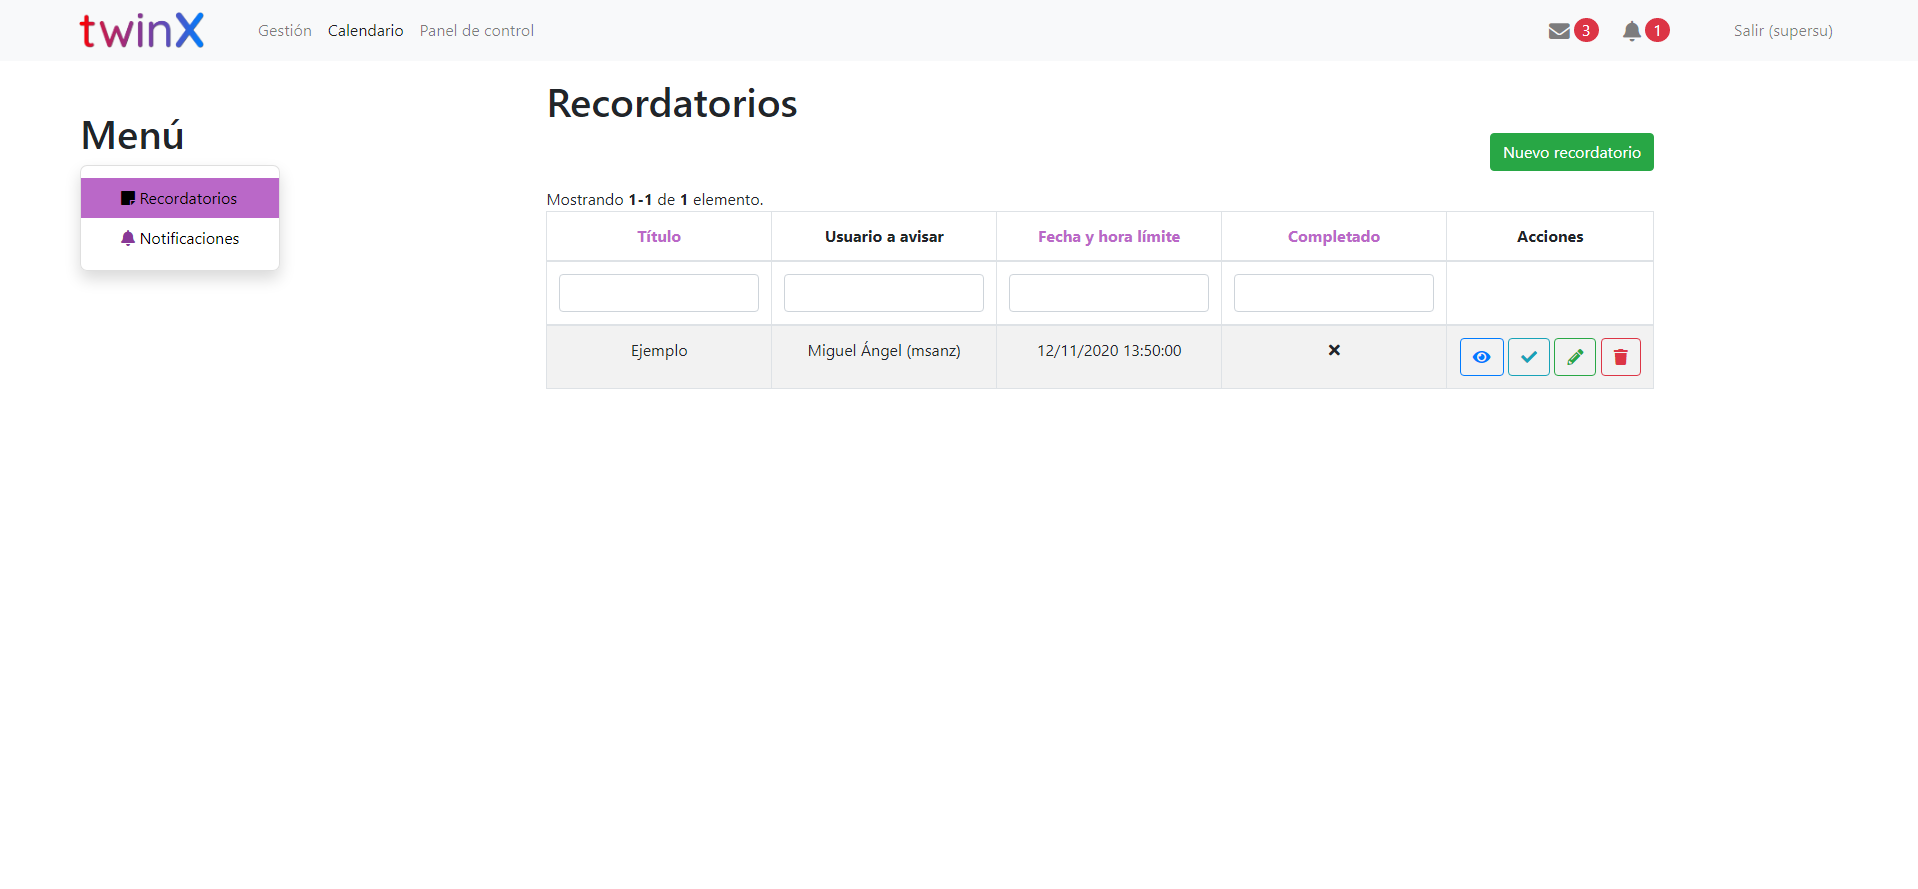 twinX Gestión Calendario Panel de control 3 1 Salir (supersu)
Menú
Recordatorios
Notificaciones
Recordatorios
Nuevo recordatorio
Mostrando 1-1 de 1 elemento.
Título Usuario a avisar Fecha y hora límite Completado Acciones
Ejemplo Miguel Ángel (msanz) 12/11/2020 13:50:00